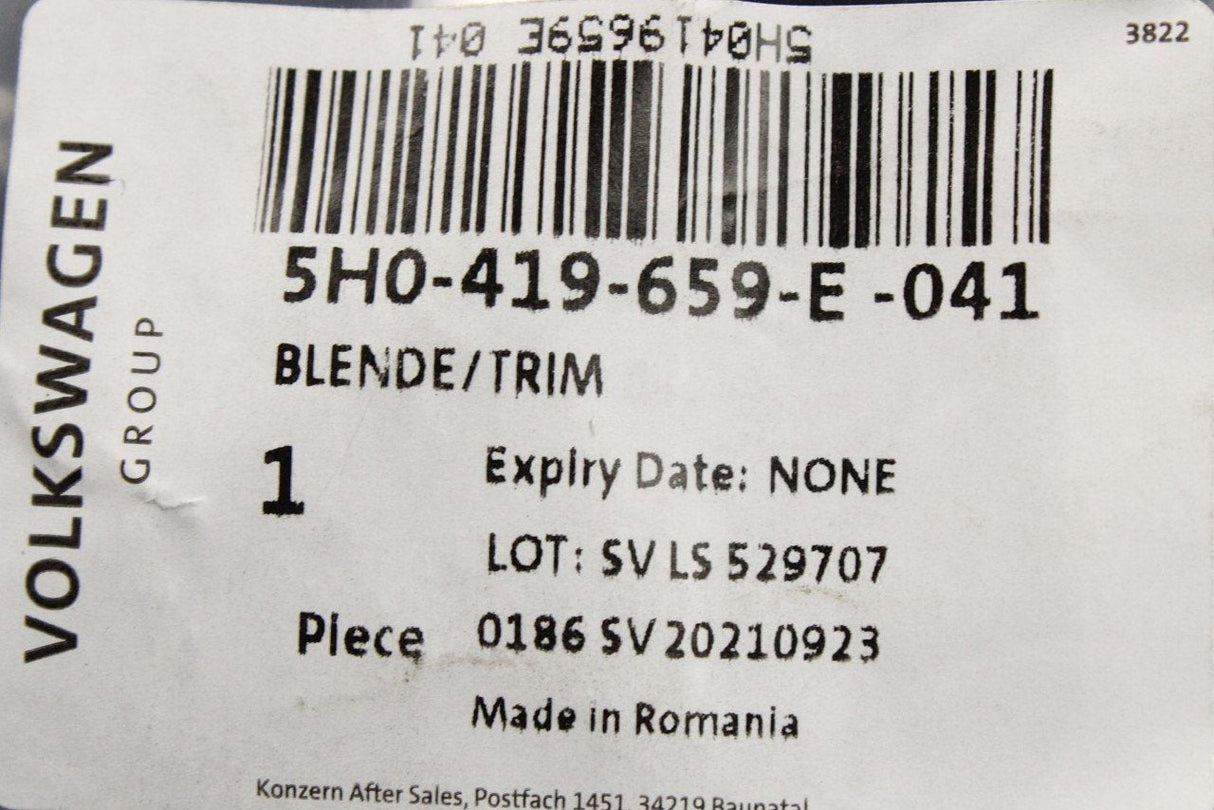 5H0419659E 041
3822
5H0-419-659-E -041
BLENDE/TRIM
1
Expiry Date: NONE
LOT: SV LS 529707
Piece 0186 SV 20210923
Made in Romania
Konzern After Sales, Postfach 1451, 34219 Baunatal
VOLKSWAGEN
GROUP